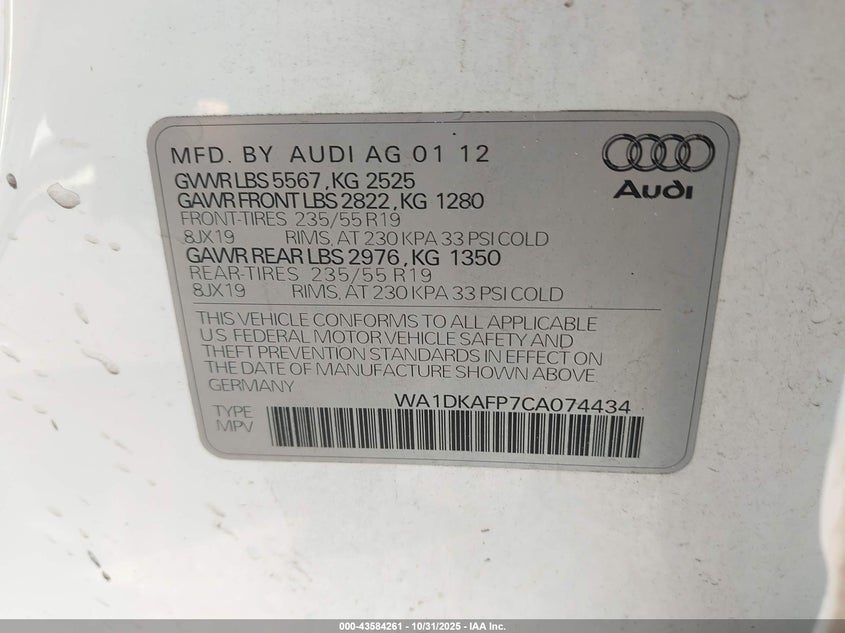 MFD. BY AUDI AG 01 12
GVWR LBS 5567, KG 2525
GAWR FRONT LBS 2822, KG 1280
FRONT-TIRES 235/55 R19
8JX19 RIMS, AT 230 KPA 33 PSI COLD
GAWR REAR LBS 2976, KG 1350
REAR-TIRES 235/55 R19
8JX19 RIMS, AT 230 KPA 33 PSI COLD
Audi
THIS VEHICLE CONFORMS TO ALL APPLICABLE
U.S. FEDERAL MOTOR VEHICLE SAFETY AND
THEFT PREVENTION STANDARDS IN EFFECT ON
THE DATE OF MANUFACTURE SHOWN ABOVE.
GERMANY
WA1DKAFP7CA074434
TYPE
MPV
000-43584261 - 10/31/2025 - IAA Inc.